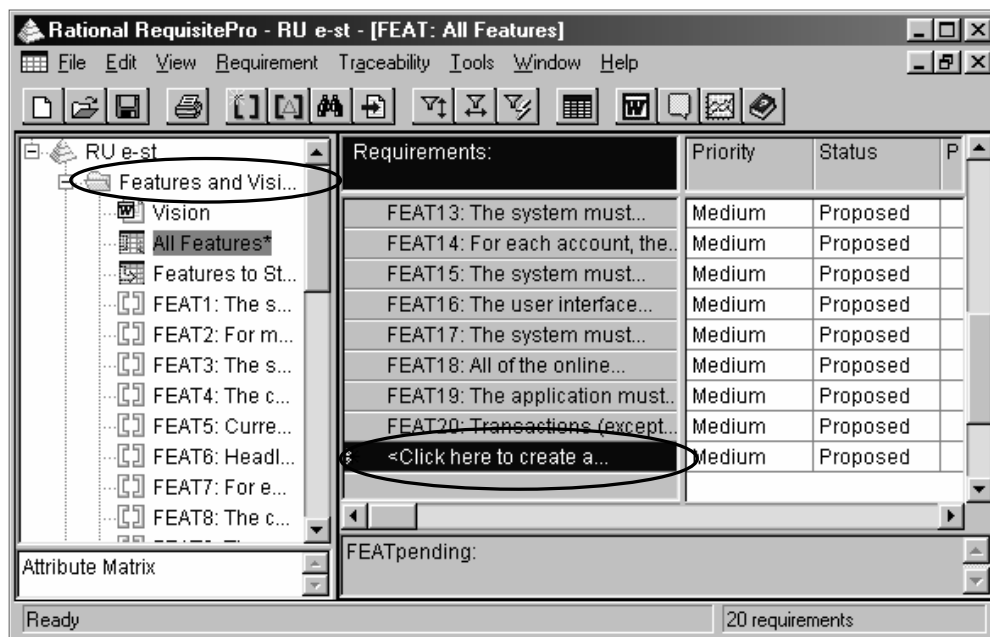 Rational RequisitePro - RU e-st - [FEAT: All Features]
File Edit View Requirement Traceability Tools Window Help
RU e-st
Features and Visi...
Vision
All Features*
Features to St...
FEAT1: The s...
FEAT2: For m...
FEAT3: The s...
FEAT4: The c...
FEAT5: Curre...
FEAT6: Headl...
FEAT7: For e...
FEAT8: The c...
Attribute Matrix
Requirements: Priority Status P
FEAT13: The system must... Medium Proposed
FEAT14: For each account, the.. Medium Proposed
FEAT15: The system must... Medium Proposed
FEAT16: The user interface... Medium Proposed
FEAT17: The system must... Medium Proposed
FEAT18: All of the online... Medium Proposed
FEAT19: The application must.. Medium Proposed
FEAT20: Transactions (except.. Medium Proposed
<Click here to create a... Medium Proposed
FEATpending:
Ready 20 requirements